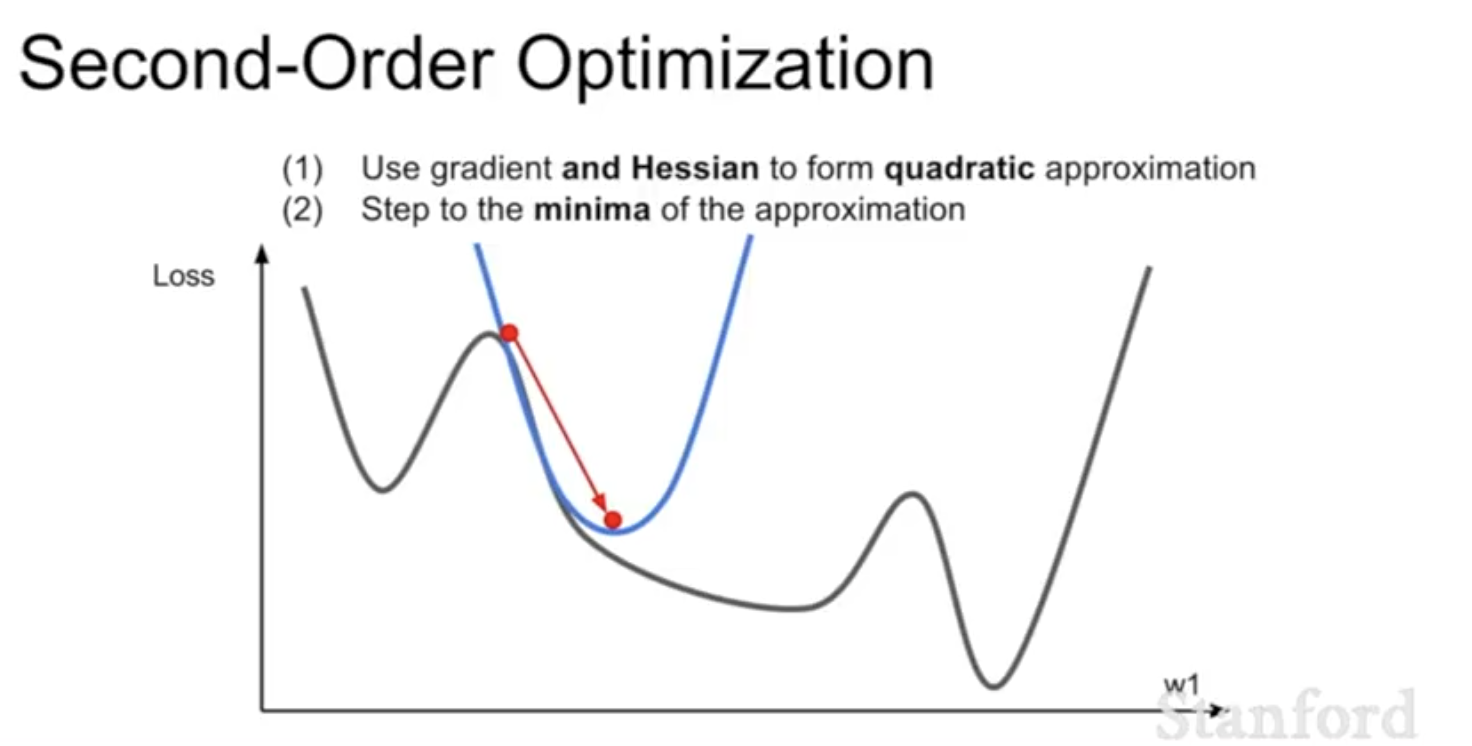 Second-Order Optimization
(1) Use gradient and Hessian to form quadratic approximation
(2) Step to the minima of the approximation
Loss
w1
Stanford